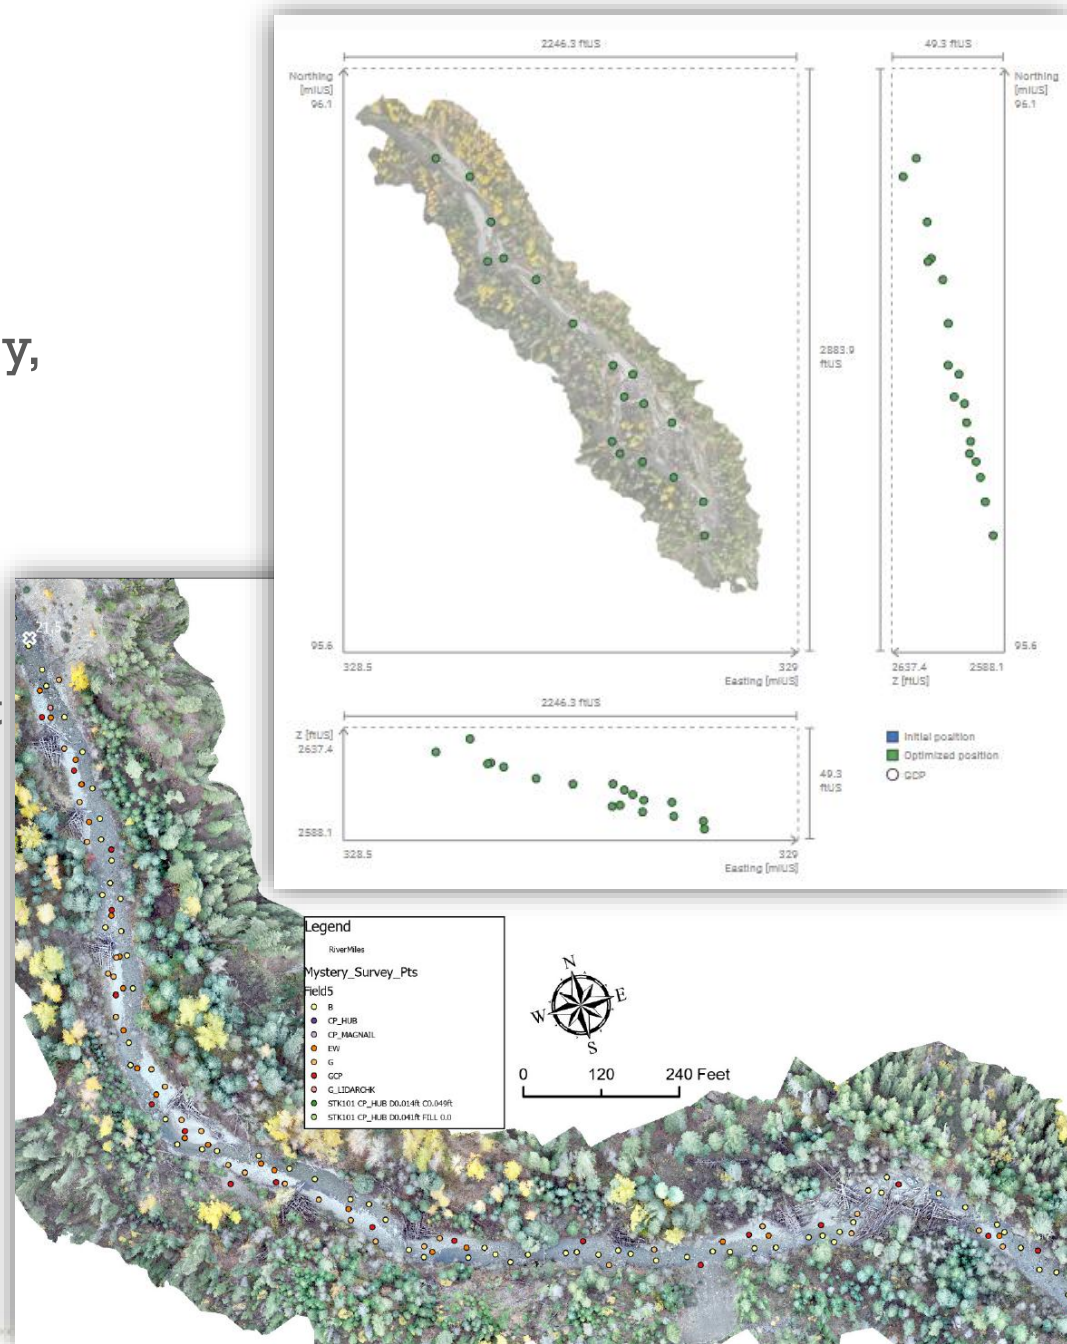 2246.3 ftUS
49.3 ftUS
Northing
[miUS]
96.1
Northing
[miUS]
96.1
y,
2883.9
ftUS
95.6
328.5
329
Easting [miUS]
95.6
2637.4
2588.1
Z [ftUS]
2246.3 ftUS
Z [ftUS]
2637.4
49.3
ftUS
2588.1
328.5
329
Easting [miUS]
Initial position
Optimized position
GCP
21.5
Legend
RiverMiles
Mystery_Survey_Pts
Field5
B
CP_HUB
CP_MAGNAIL
EW
G
GCP
G_LIDARCHK
STK101 CP_HUB D0.014ft C0.049ft
STK101 CP_HUB D0.041ft FILL 0.0
N
E
W
S
0 120 240 Feet